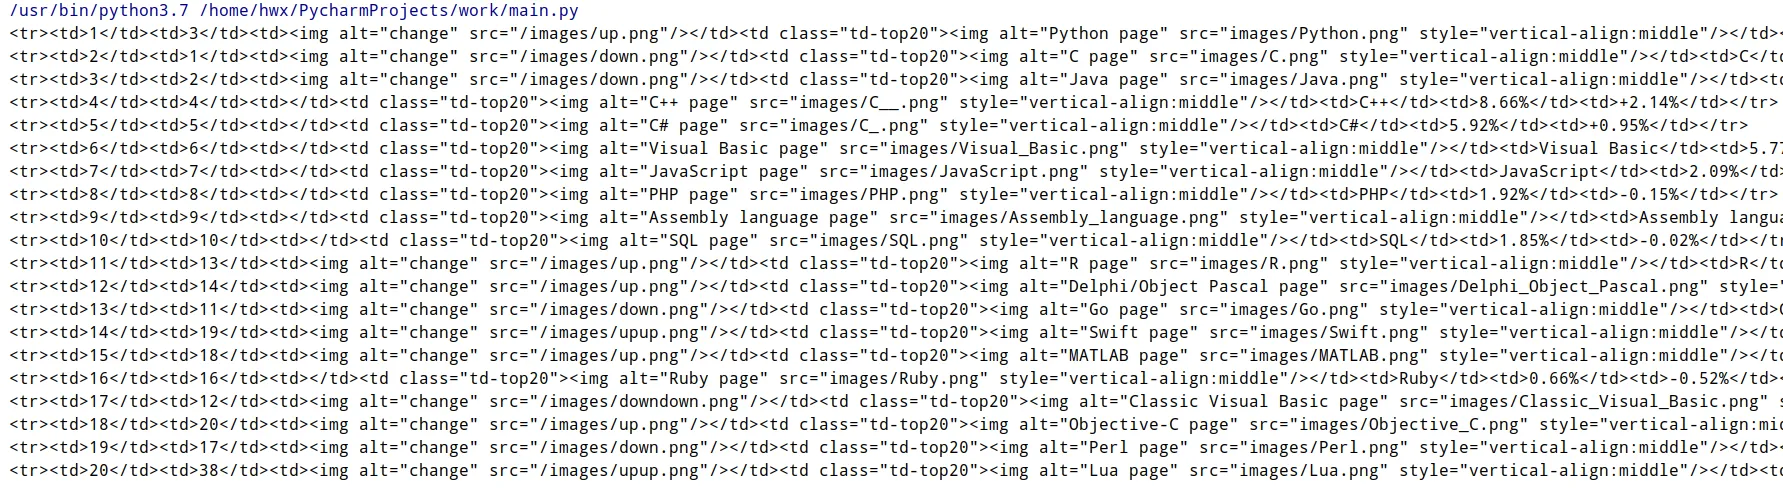 /usr/bin/python3.7 /home/hwx/PycharmProjects/work/main.py
<tr><td>1</td><td>3</td><td><img alt="change" src="/images/up.png"/></td><td class="td-top20"><img alt="Python page" src="images/Python.png" style="vertical-align:middle"/></td><
<tr><td>2</td><td>1</td><td><img alt="change" src="/images/down.png"/></td><td class="td-top20"><img alt="C page" src="images/C.png" style="vertical-align:middle"/></td><td>C</t
<tr><td>3</td><td>2</td><td><img alt="change" src="/images/down.png"/></td><td class="td-top20"><img alt="Java page" src="images/Java.png" style="vertical-align:middle"/></td><t
<tr><td>4</td><td>4</td><td></td><td class="td-top20"><img alt="C++ page" src="images/C__.png" style="vertical-align:middle"/></td><td>C++</td><td>8.66%</td><td>+2.14%</td></tr>
<tr><td>5</td><td>5</td><td></td><td class="td-top20"><img alt="C# page" src="images/C_.png" style="vertical-align:middle"/></td><td>C#</td><td>5.92%</td><td>+0.95%</td></tr>
<tr><td>6</td><td>6</td><td></td><td class="td-top20"><img alt="Visual Basic page" src="images/Visual_Basic.png" style="vertical-align:middle"/></td><td>Visual Basic</td><td>5.77
<tr><td>7</td><td>7</td><td></td><td class="td-top20"><img alt="JavaScript page" src="images/JavaScript.png" style="vertical-align:middle"/></td><td>JavaScript</td><td>2.09%</td
<tr><td>8</td><td>8</td><td></td><td class="td-top20"><img alt="PHP page" src="images/PHP.png" style="vertical-align:middle"/></td><td>PHP</td><td>1.92%</td><td>-0.15%</td></tr>
<tr><td>9</td><td>9</td><td></td><td class="td-top20"><img alt="Assembly language page" src="images/Assembly_language.png" style="vertical-align:middle"/></td><td>Assembly langua
<tr><td>10</td><td>10</td><td></td><td class="td-top20"><img alt="SQL page" src="images/SQL.png" style="vertical-align:middle"/></td><td>SQL</td><td>1.85%</td><td>-0.02%</td></t
<tr><td>11</td><td>13</td><td><img alt="change" src="/images/up.png"/></td><td class="td-top20"><img alt="R page" src="images/R.png" style="vertical-align:middle"/></td><td>R</td
<tr><td>12</td><td>14</td><td><img alt="change" src="/images/up.png"/></td><td class="td-top20"><img alt="Delphi/Object Pascal page" src="images/Delphi_Object_Pascal.png" style="
<tr><td>13</td><td>11</td><td><img alt="change" src="/images/down.png"/></td><td class="td-top20"><img alt="Go page" src="images/Go.png" style="vertical-align:middle"/></td><td>G
<tr><td>14</td><td>19</td><td><img alt="change" src="/images/upup.png"/></td><td class="td-top20"><img alt="Swift page" src="images/Swift.png" style="vertical-align:middle"/></td
<tr><td>15</td><td>18</td><td><img alt="change" src="/images/up.png"/></td><td class="td-top20"><img alt="MATLAB page" src="images/MATLAB.png" style="vertical-align:middle"/></td
<tr><td>16</td><td>16</td><td></td><td class="td-top20"><img alt="Ruby page" src="images/Ruby.png" style="vertical-align:middle"/></td><td>Ruby</td><td>0.66%</td><td>-0.52%</td><
<tr><td>17</td><td>12</td><td><img alt="change" src="/images/downdown.png"/></td><td class="td-top20"><img alt="Classic Visual Basic page" src="images/Classic_Visual_Basic.png" s
<tr><td>18</td><td>20</td><td><img alt="change" src="/images/up.png"/></td><td class="td-top20"><img alt="Objective-C page" src="images/Objective_C.png" style="vertical-align:mid
<tr><td>19</td><td>17</td><td><img alt="change" src="/images/down.png"/></td><td class="td-top20"><img alt="Perl page" src="images/Perl.png" style="vertical-align:middle"/></td><
<tr><td>20</td><td>38</td><td><img alt="change" src="/images/upup.png"/></td><td class="td-top20"><img alt="Lua page" src="images/Lua.png" style="vertical-align:middle"/></td><td